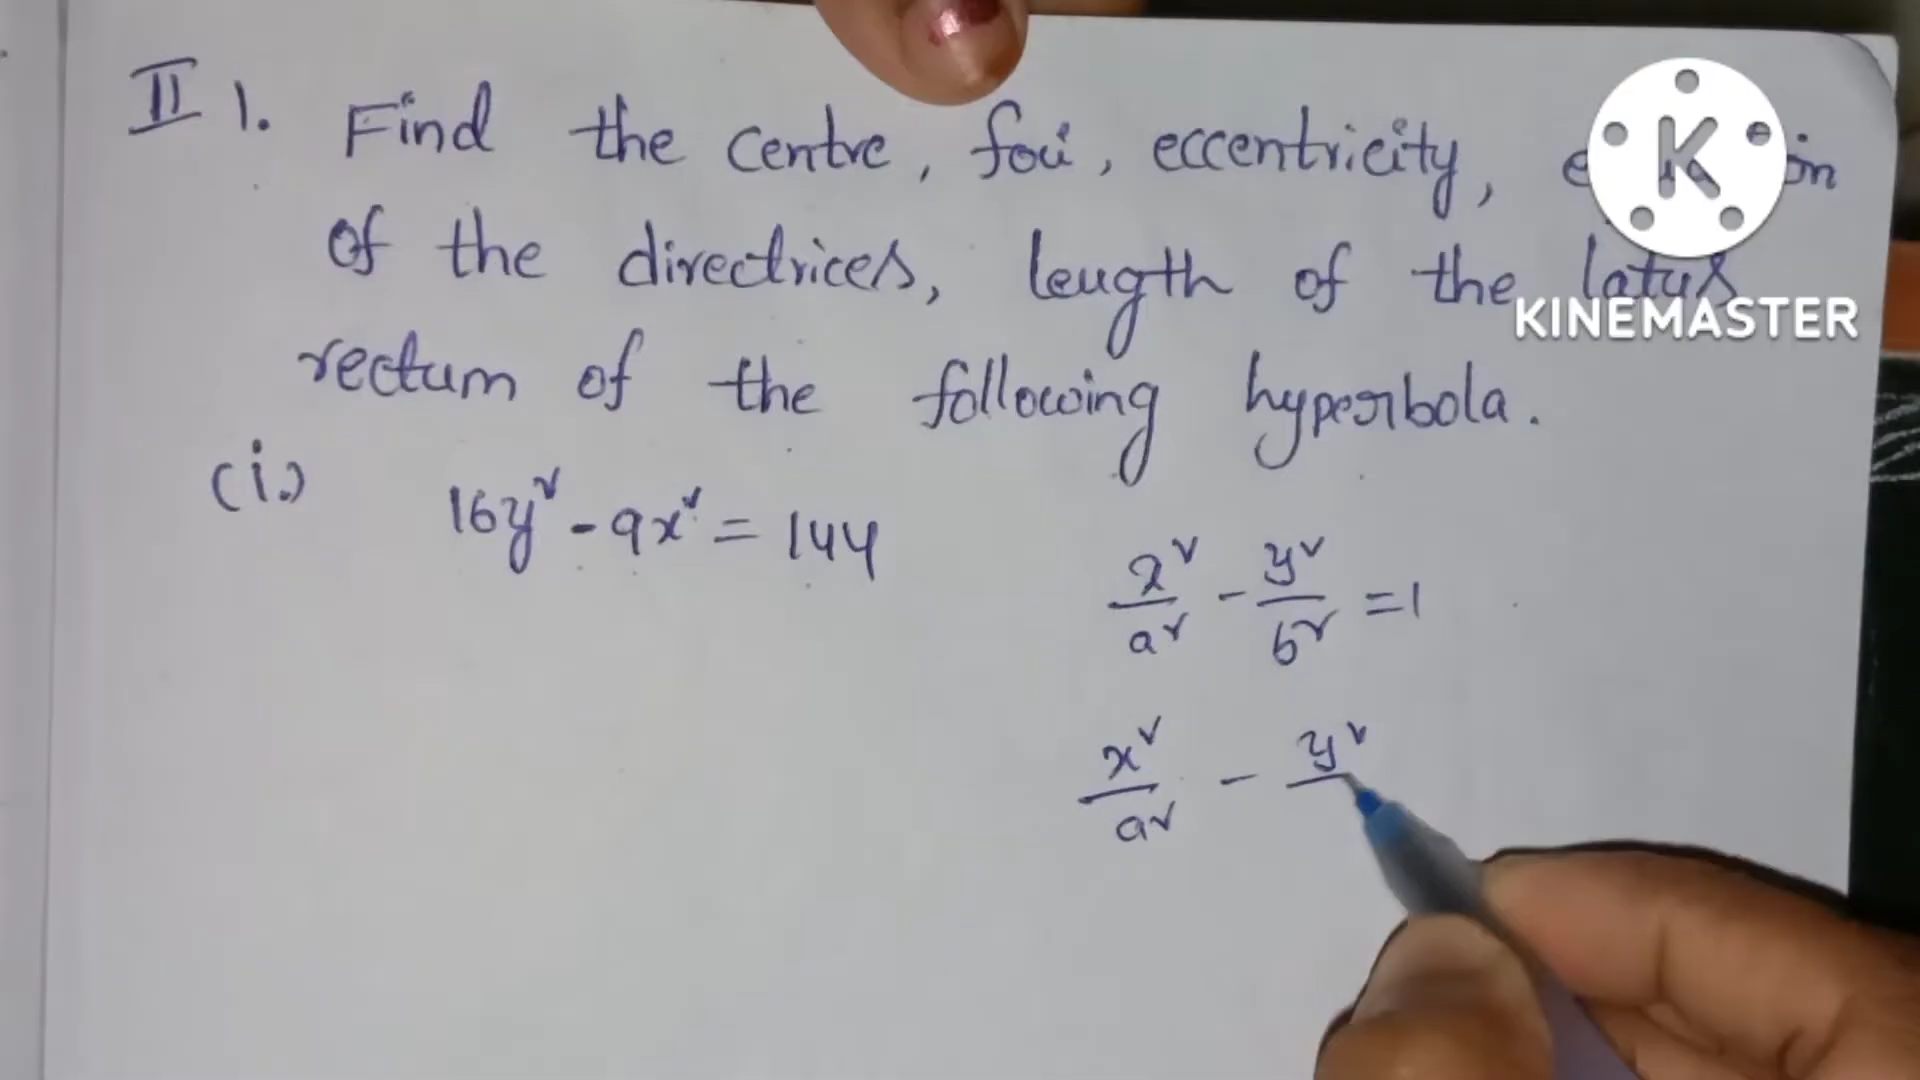 II 1. Find the centre, foci, eccentricity,
of the directrices, length of the latus
rectum of the following hyperbola.
(i.) 16y² - 9x² = 144
x²/a² - y²/b² = 1
x²/a² - y²
K
KINEMASTER